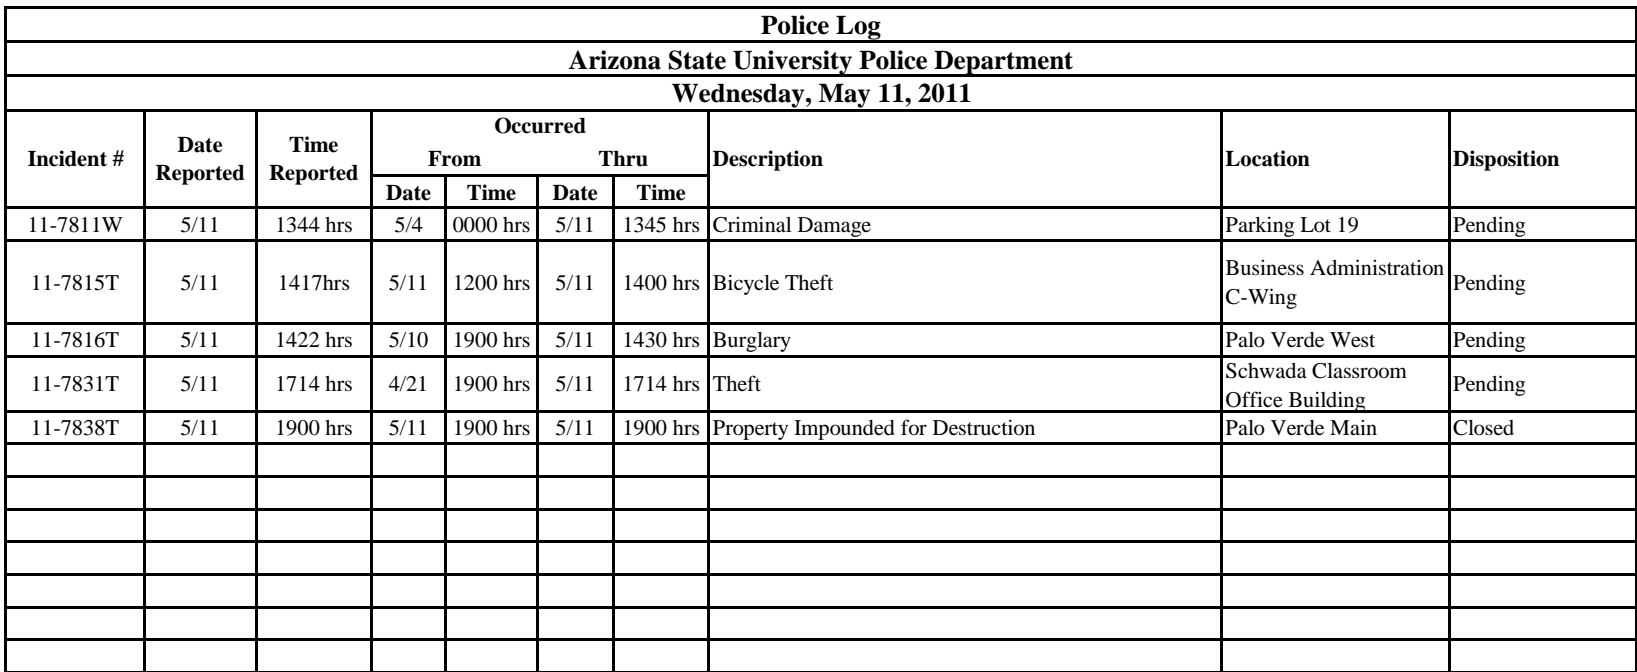 Police Log
Arizona State University Police Department
Wednesday, May 11, 2011
Incident # Date Reported Time Reported Occurred Description Location Disposition
From Thru
Date Time Date Time
11-7811W 5/11 1344 hrs 5/4 0000 hrs 5/11 1345 hrs Criminal Damage Parking Lot 19 Pending
11-7815T 5/11 1417hrs 5/11 1200 hrs 5/11 1400 hrs Bicycle Theft Business Administration C-Wing Pending
11-7816T 5/11 1422 hrs 5/10 1900 hrs 5/11 1430 hrs Burglary Palo Verde West Pending
11-7831T 5/11 1714 hrs 4/21 1900 hrs 5/11 1714 hrs Theft Schwada Classroom Office Building Pending
11-7838T 5/11 1900 hrs 5/11 1900 hrs 5/11 1900 hrs Property Impounded for Destruction Palo Verde Main Closed